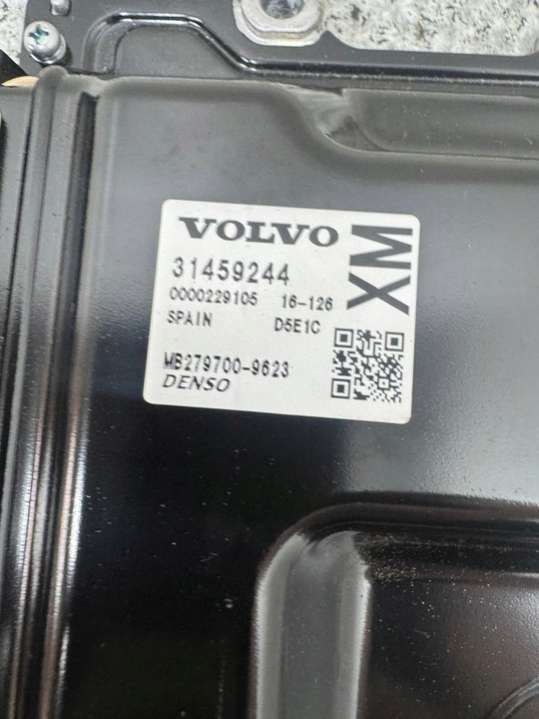 VOLVO
XM
31459244
0000229105 16-126
SPAIN D5E1C
MB279700-9623
DENSO